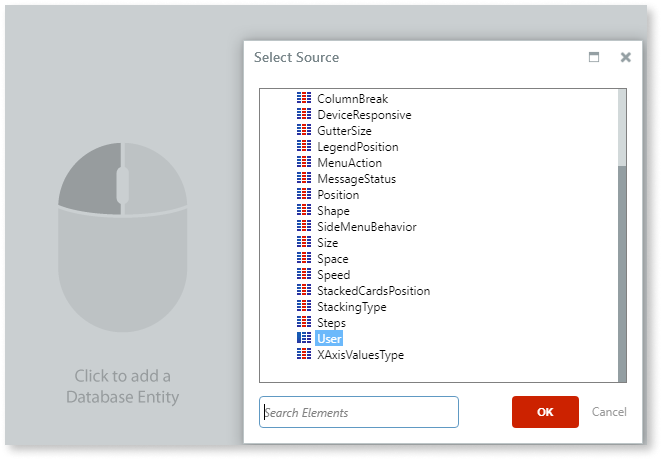 Select Source
ColumnBreak
DeviceResponsive
GutterSize
LegendPosition
MenuAction
MessageStatus
Position
Shape
SideMenuBehavior
Size
Space
Speed
StackedCardsPosition
StackingType
Steps
User
XAxisValuesType
Click to add a
Database Entity
Search Elements
OK
Cancel